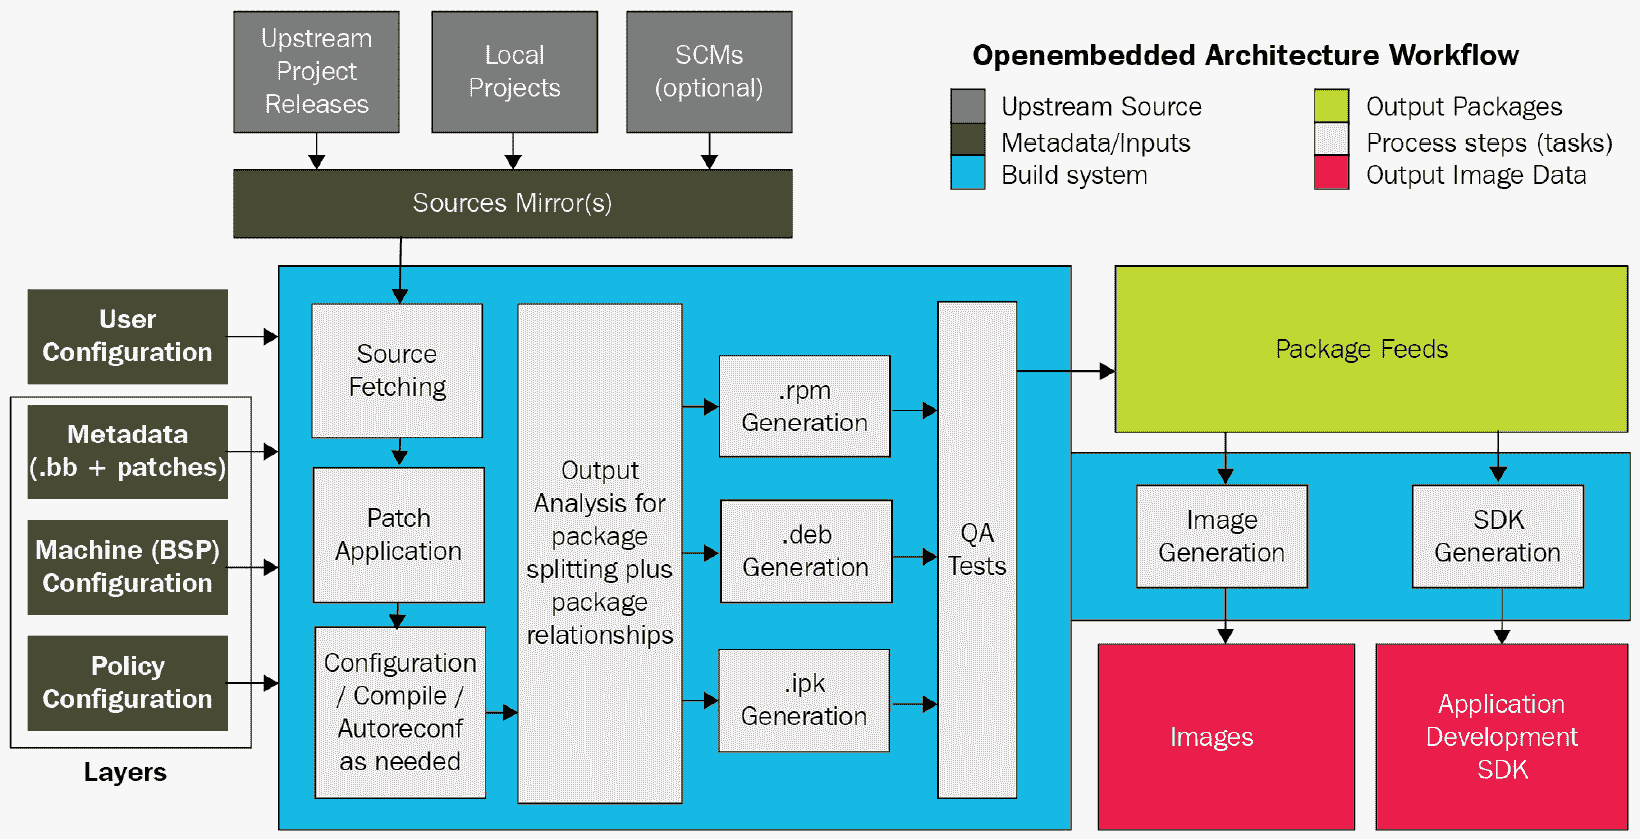 Upstream
Project
Releases
Local
Projects
SCMs
(optional)
Openembedded Architecture Workflow
Upstream Source
Metadata/Inputs
Build system
Output Packages
Process steps (tasks)
Output Image Data
Sources Mirror(s)
User
Configuration
Metadata
(.bb + patches)
Machine (BSP)
Configuration
Policy
Configuration
Layers
Source
Fetching
Patch
Application
Configuration
/ Compile /
Autoreconf
as needed
Output
Analysis for
package
splitting plus
package
relationships
.rpm
Generation
.deb
Generation
.ipk
Generation
QA
Tests
Package Feeds
Image
Generation
SDK
Generation
Images
Application
Development
SDK